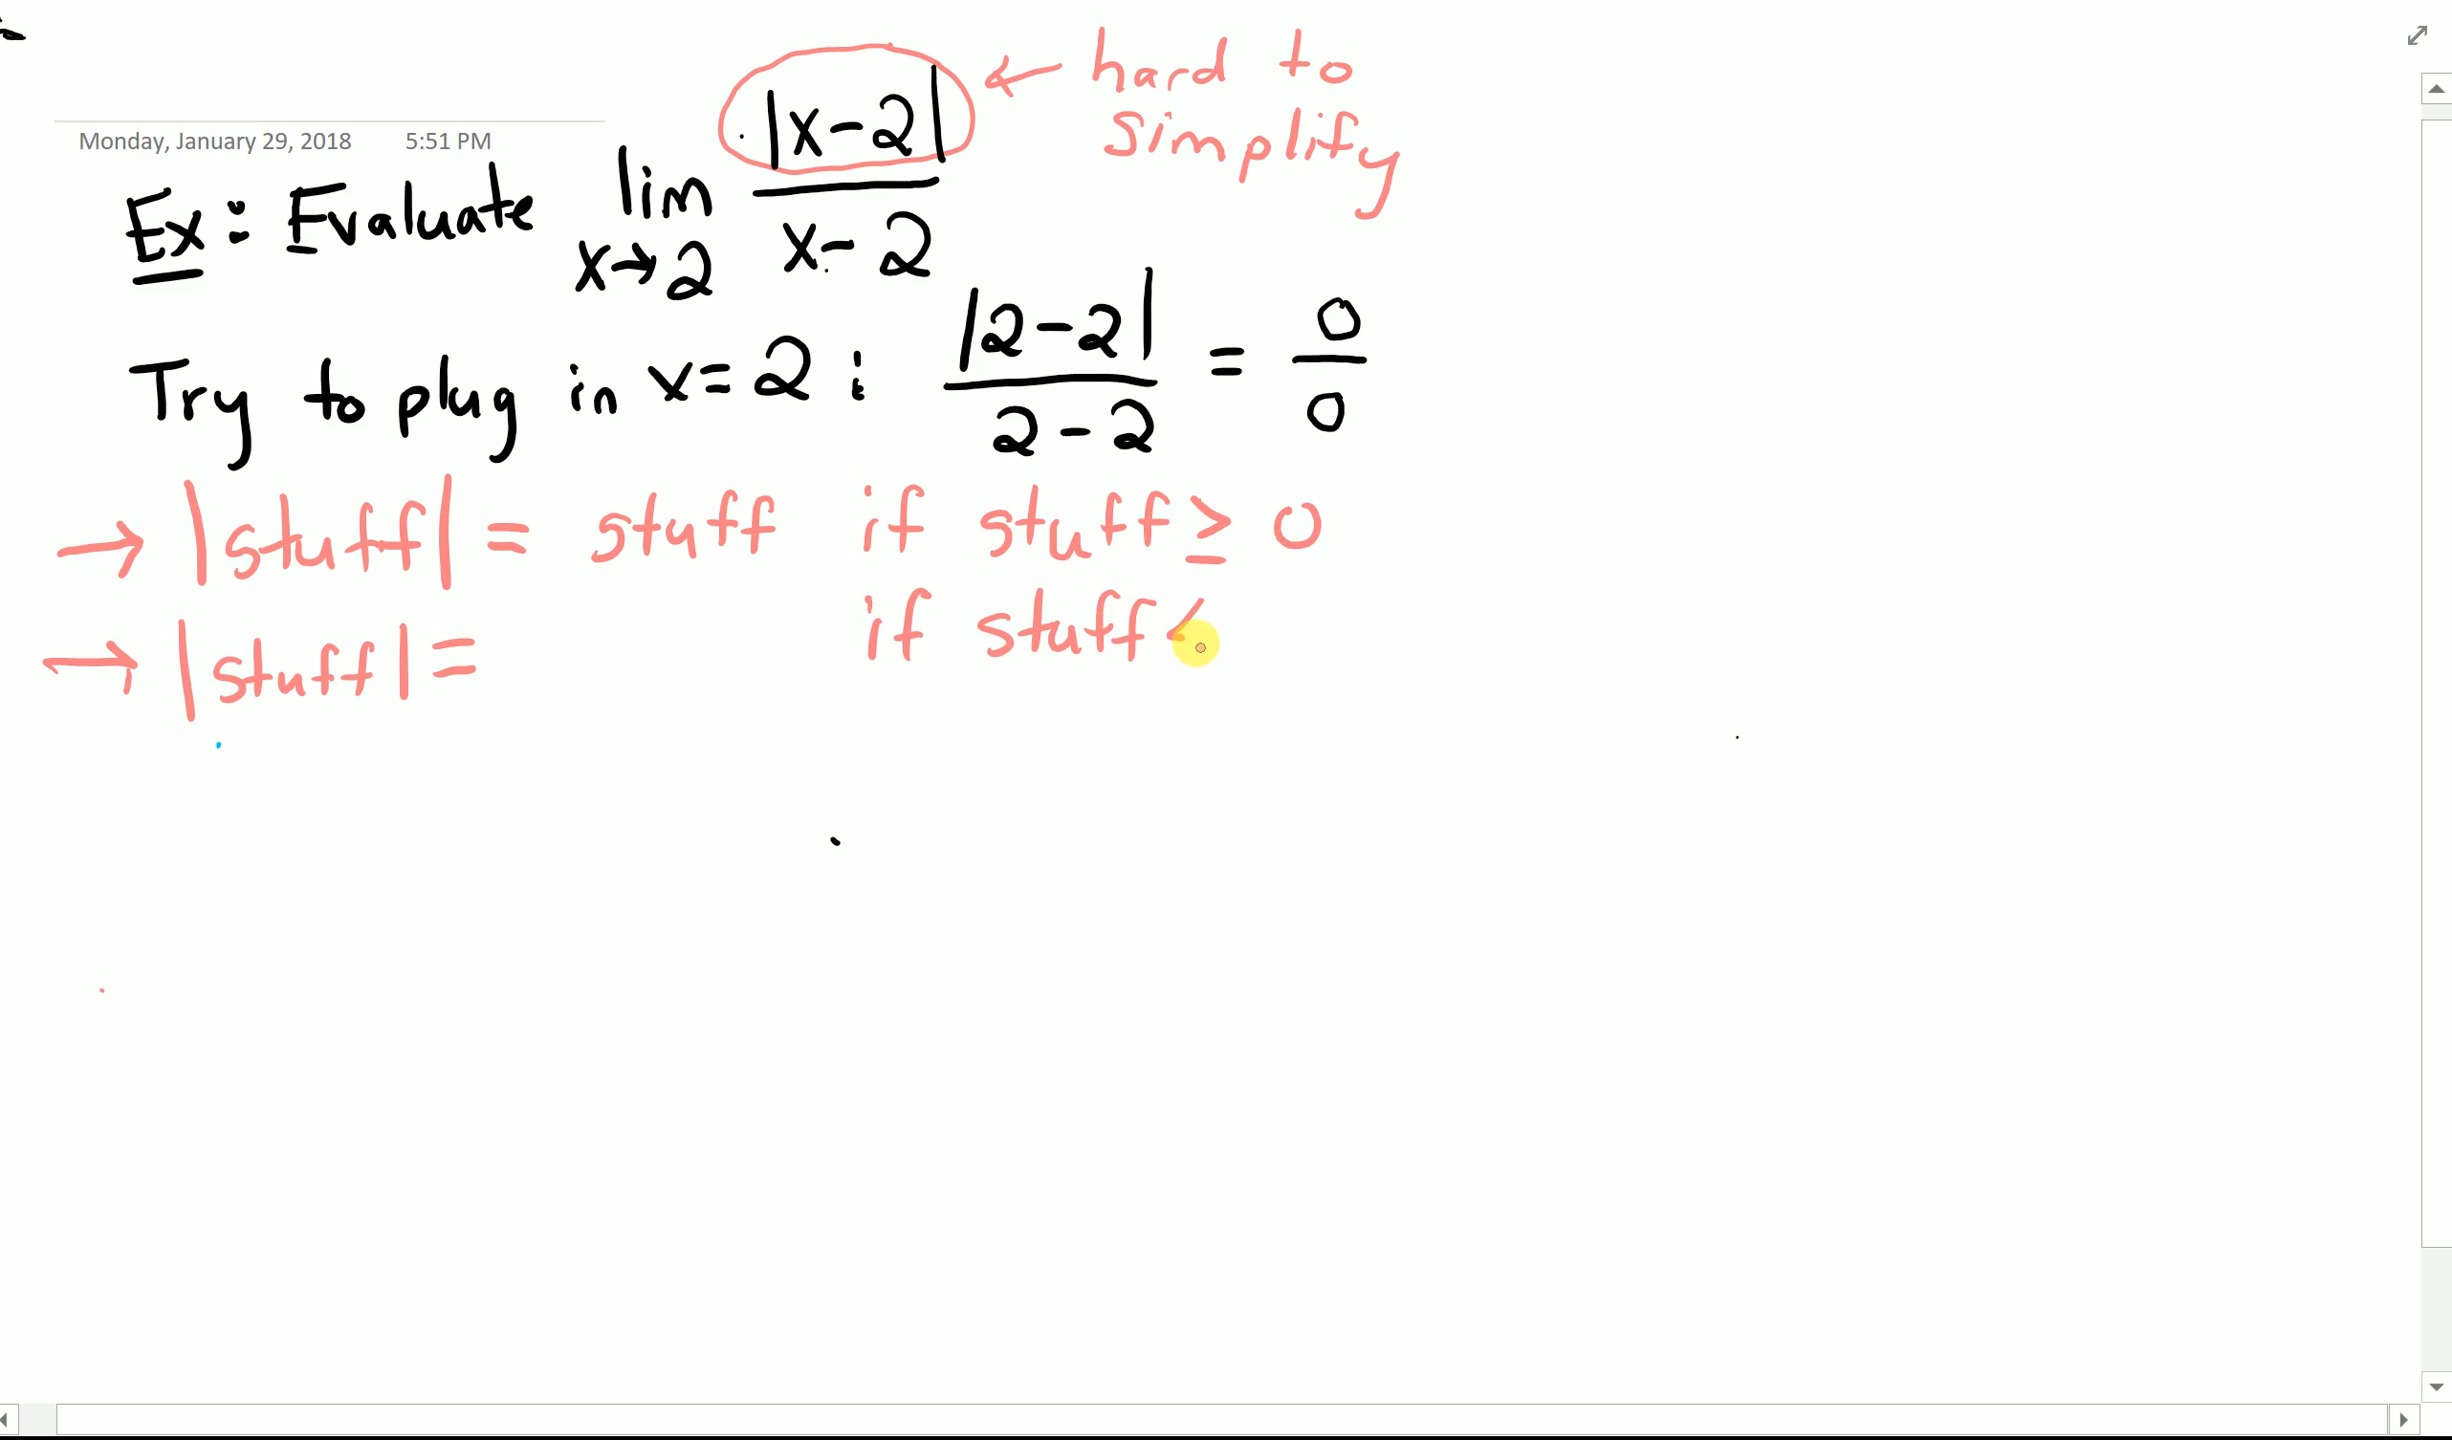 hard to
simplify
Monday, January 29, 2018 5:51 PM
Ex: Evaluate lim x→2 |x-2| / x-2
Try to plug in x=2: |2-2| / 2-2 = 0/0
→ |stuff| = stuff if stuff ≥ 0
→ |stuff| = if stuff <